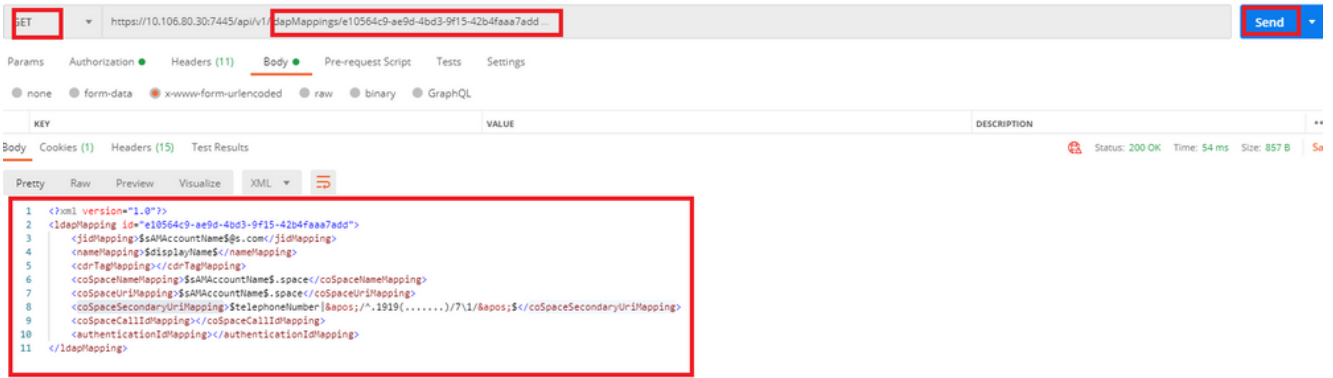 GET https://10.106.80.30:7445/api/v1/ldapMappings/e10564c9-ae9d-4bd3-9f15-42b4faaa7add ... Send
Params Authorization Headers (11) Body Pre-request Script Tests Settings
none form-data x-www-form-urlencoded raw binary GraphQL
KEY VALUE DESCRIPTION
Body Cookies (1) Headers (15) Test Results Status: 200 OK Time: 54 ms Size: 857 B Sa
Pretty Raw Preview Visualize XML
1 <?xml version="1.0"?>
2 <ldapMapping id="e10564c9-ae9d-4bd3-9f15-42b4faaa7add">
3 <jidMapping>$sAMAccountName$@s.com</jidMapping>
4 <nameMapping>$displayName$</nameMapping>
5 <cdrTagMapping></cdrTagMapping>
6 <coSpaceNameMapping>$sAMAccountName$.space</coSpaceNameMapping>
7 <coSpaceUriMapping>$sAMAccountName$.space</coSpaceUriMapping>
8 <coSpaceSecondaryUriMapping>$telephoneNumber|&apos;/^.1919(.......)/7\1/&apos;$</coSpaceSecondaryUriMapping>
9 <coSpaceCallIdMapping></coSpaceCallIdMapping>
10 <authenticationIdMapping></authenticationIdMapping>
11 </ldapMapping>